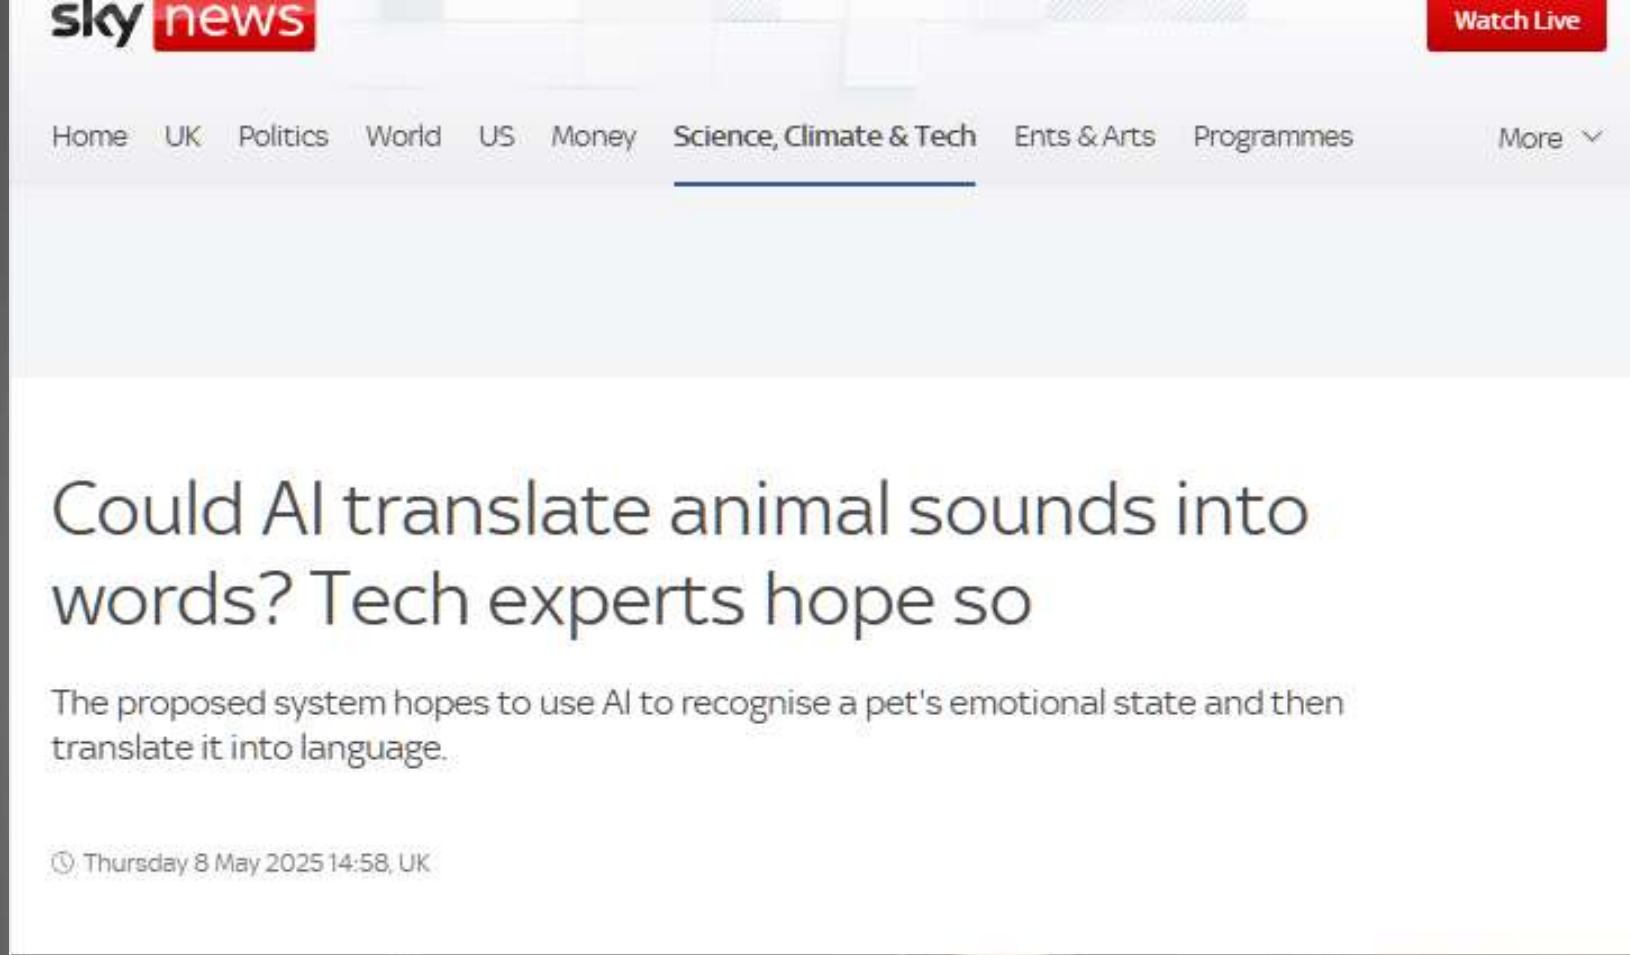 sky news
Watch Live
Home UK Politics World US Money Science, Climate & Tech Ents & Arts Programmes More
Could AI translate animal sounds into
words? Tech experts hope so
The proposed system hopes to use AI to recognise a pet's emotional state and then
translate it into language.
Thursday 8 May 2025 14:58, UK